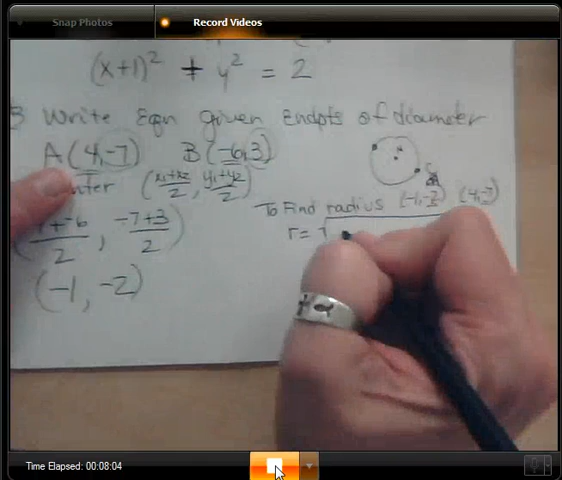 Snap Photos
Record Videos
(x+1)² + y² = 2
3 Write Eqn given Endpts of diameter
A(4,-7) B(-6,3)
(x₁+x₂/2, y₁+y₂/2)
To Find radius (-1,-2) (4,-7)
+-6/2, -7+3/2)
r=
(-1, -2)
Time Elapsed: 00:08:04